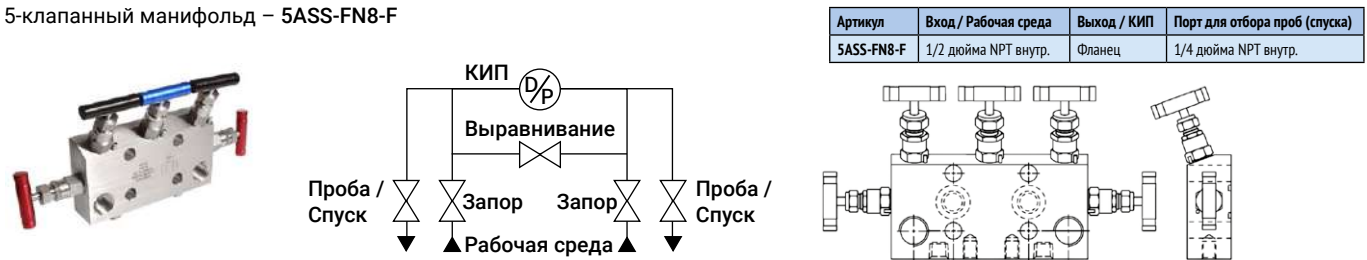 5-клапанный манифольд – 5ASS-FN8-F
Артикул Вход / Рабочая среда Выход / КИП Порт для отбора проб (спуска)
5ASS-FN8-F 1/2 дюйма NPT внутр. Фланец 1/4 дюйма NPT внутр.
КИП
D/P
Выравнивание
Проба /
Спуск
Запор
Запор
Проба /
Спуск
Рабочая среда